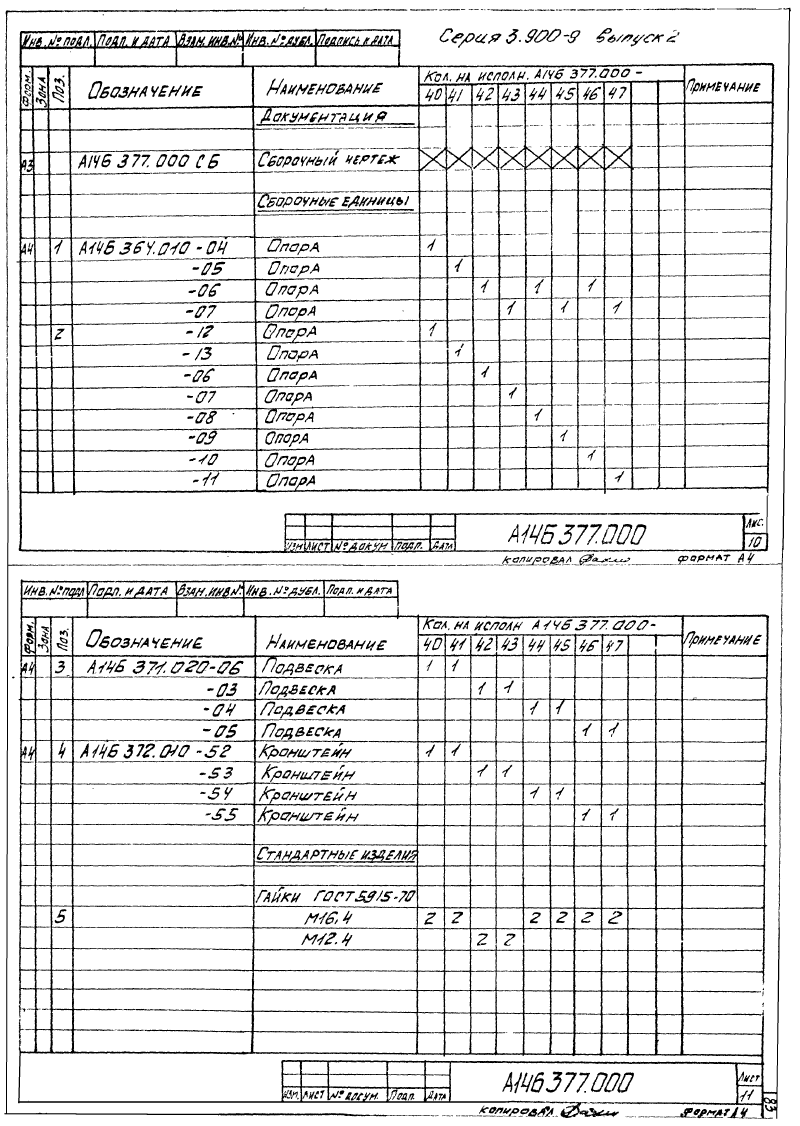 Серия 3.900-9 Выпуск 2
Инв. № подл. Подп. и дата Взам. инв. № Инв. № дубл. Подпись и дата
Форм. Зона Поз. Обозначение Наименование Кол. на исполн. А14Б 377.000 - Примечание
40 41 42 43 44 45 46 47
Документация
А3 А14Б 377.000 СБ Сборочный чертеж X X X X X X X X
Сборочные единицы
А4 1 А14Б 364.010 -04 Опора 1
-05 Опора 1
-06 Опора 1 1 1
-07 Опора 1 1 1
2 -12 Опора 1
-13 Опора 1
-06 Опора 1
-07 Опора 1
-08 Опора 1
-09 Опора 1
-10 Опора 1
-11 Опора 1
А14Б 377.000
Лис.
10
Изм Лист № докум Подп. Дата
Копировал Формат А4
Инв. № подл Подп. и дата Взам. инв. № Инв. № дубл. Подп. и дата
Форм. Зона Поз. Обозначение Наименование Кол. на исполн А14Б 377.000- Примечание
40 41 42 43 44 45 46 47
А4 3 А14Б 371.020-06 Подвеска 1 1
-03 Подвеска 1 1
-04 Подвеска 1 1
-05 Подвеска 1 1
А4 4 А14Б 372.010 -52 Кронштейн 1 1
-53 Кронштейн 1 1
-54 Кронштейн 1 1
-55 Кронштейн 1 1
Стандартные изделия
Гайки ГОСТ 5915-70
5 М16.4 2 2 2 2 2 2
М12.4 2 2
А14Б 377.000
Лист
11
Изм. Лист № докум. Подп. Дата
Копировал Формат А4
83